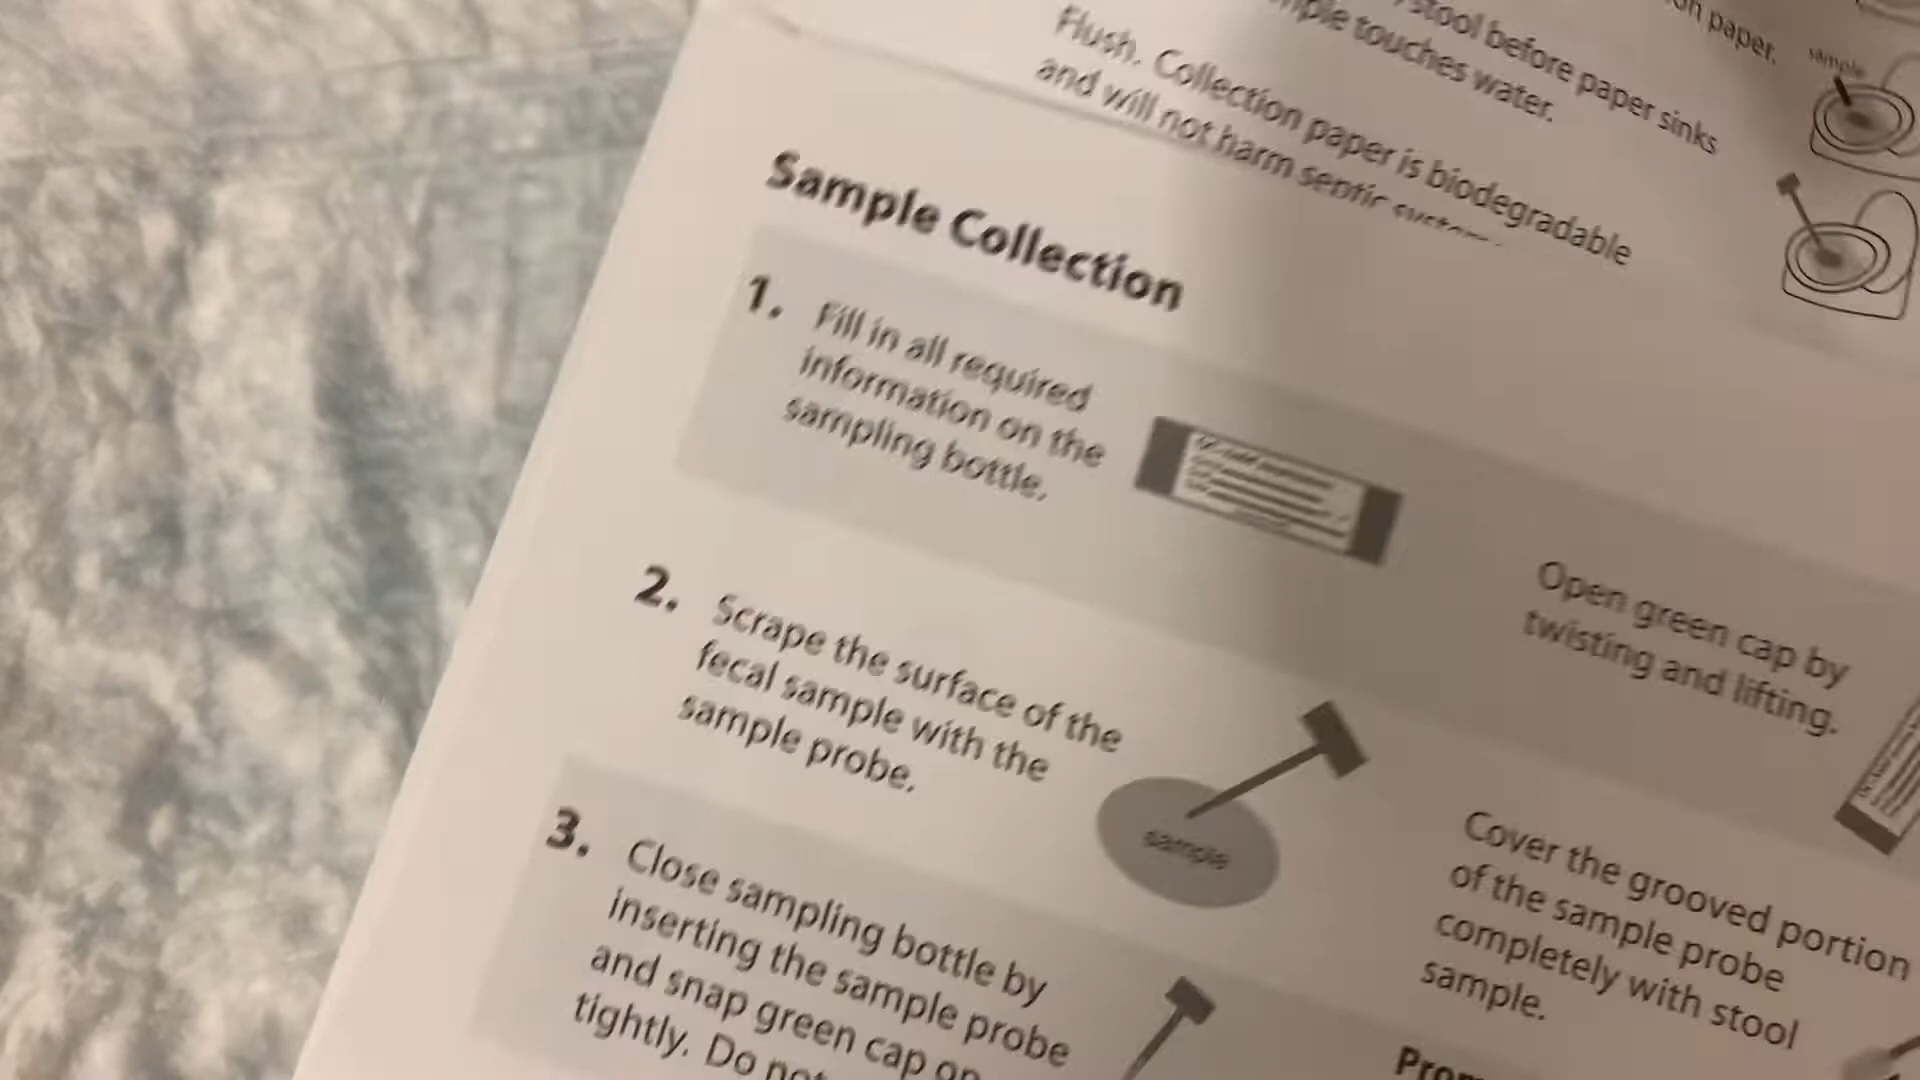 on paper.
stool before paper sinks
touches water.
Flush. Collection paper is biodegradable
and will not harm septic
sample
Sample Collection
1. Fill in all required
information on the
sampling bottle.
Open green cap by
twisting and lifting.
2. Scrape the surface of the
fecal sample with the
sample probe.
sample
Cover the grooved portion
of the sample probe
completely with stool
sample.
3. Close sampling bottle by
inserting the sample probe
and snap green cap on
tightly. Do not